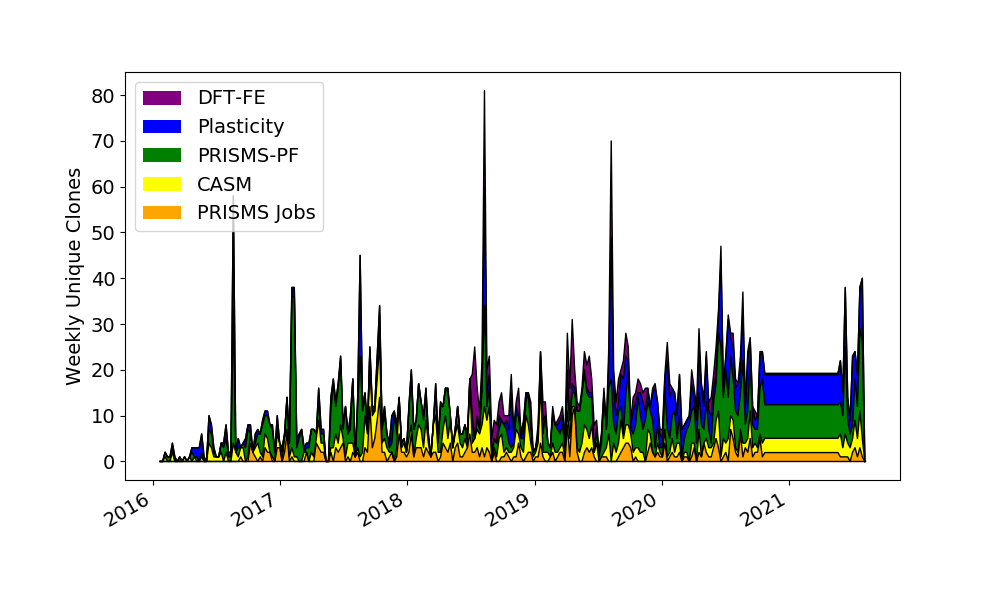 DFT-FE
Plasticity
PRISMS-PF
CASM
PRISMS Jobs
Weekly Unique Clones
80
70
60
50
40
30
20
10
0
2016
2017
2018
2019
2020
2021